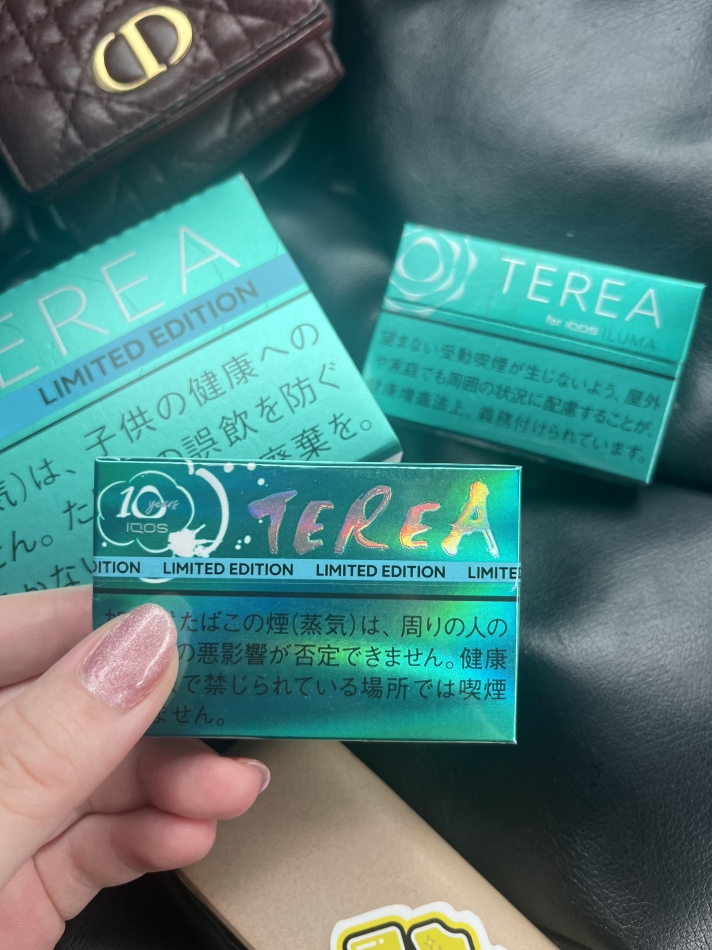 TEREA
LIMITED EDITION
子供の健康への
気)は、
の誤飲を防ぐ
せん。
廃棄を。
TEREA
for IQOS ILUMA
望まない受動喫煙が生じないよう、屋外
や家庭でも周囲の状況に配慮することが、
健康増進法上、義務付けられています。
10 years
IQOS
TEREA
LIMITED EDITION LIMITED EDITION
たばこの煙(蒸気)は、周りの人の
の悪影響が否定できません。健康
で禁じられている場所では喫煙
ません。